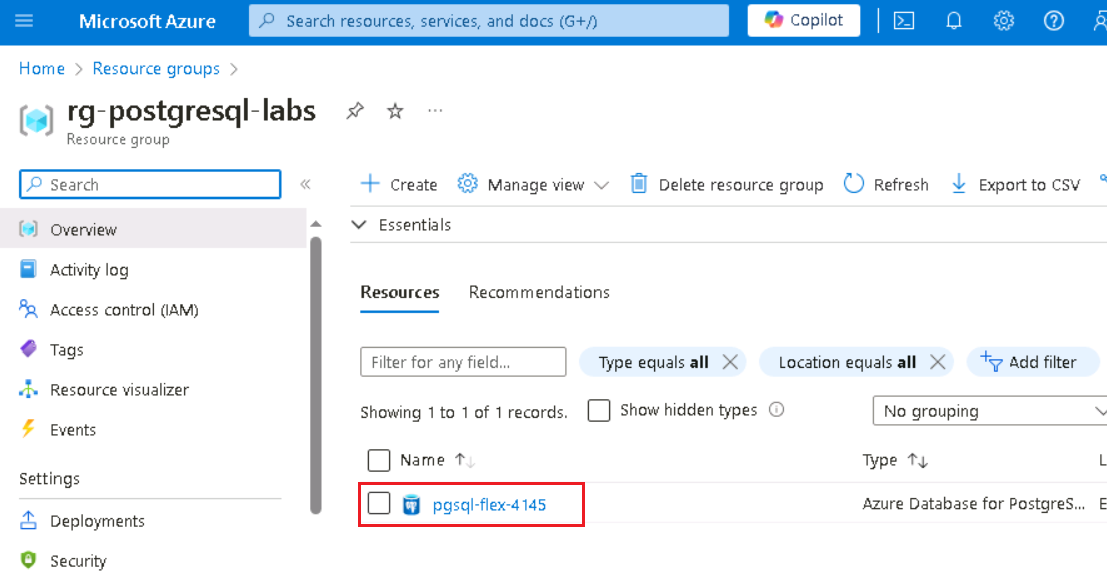 Microsoft Azure
Search resources, services, and docs (G+/)
Copilot
Home > Resource groups >
rg-postgresql-labs
Resource group
Search
Create
Manage view
Delete resource group
Refresh
Export to CSV
Overview
Essentials
Activity log
Access control (IAM)
Tags
Resource visualizer
Events
Settings
Deployments
Security
Resources
Recommendations
Filter for any field...
Type equals all
Location equals all
Add filter
Showing 1 to 1 of 1 records.
Show hidden types
No grouping
Name
Type
L
pgsql-flex-4145
Azure Database for PostgreS...
E